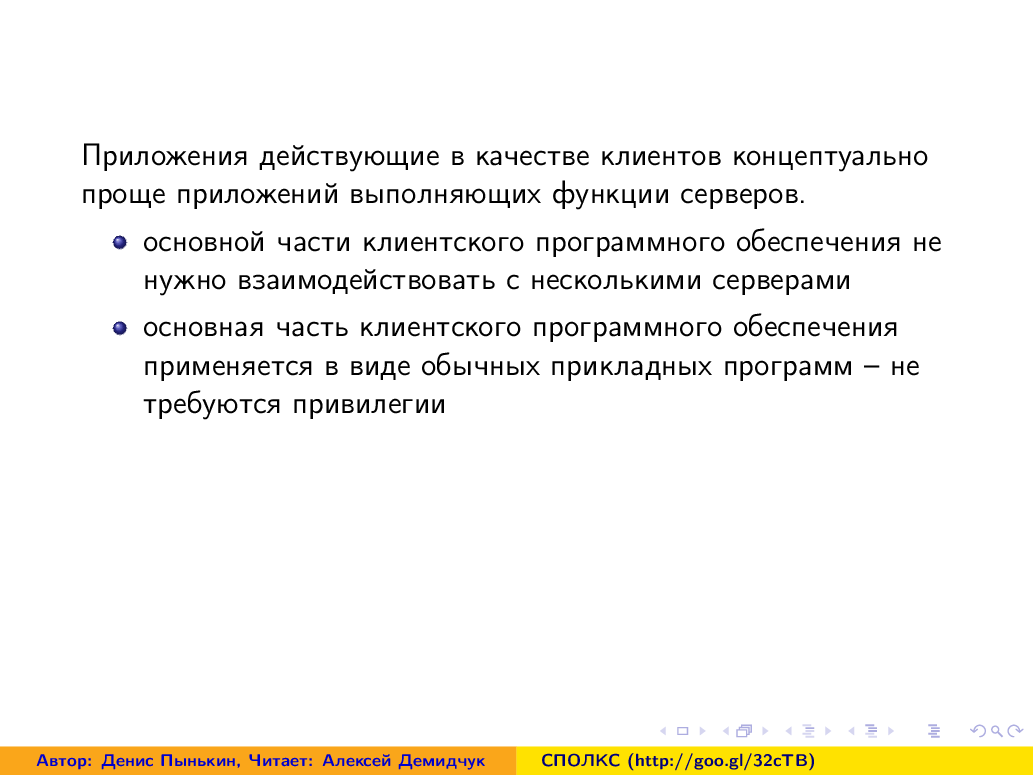 Приложения действующие в качестве клиентов концептуально
проще приложений выполняющих функции серверов.
основной части клиентского программного обеспечения не
нужно взаимодействовать с несколькими серверами
основная часть клиентского программного обеспечения
применяется в виде обычных прикладных программ – не
требуются привилегии
Автор: Денис Пынькин, Читает: Алексей Демидчук
СПОЛКС (http://goo.gl/32cTB)